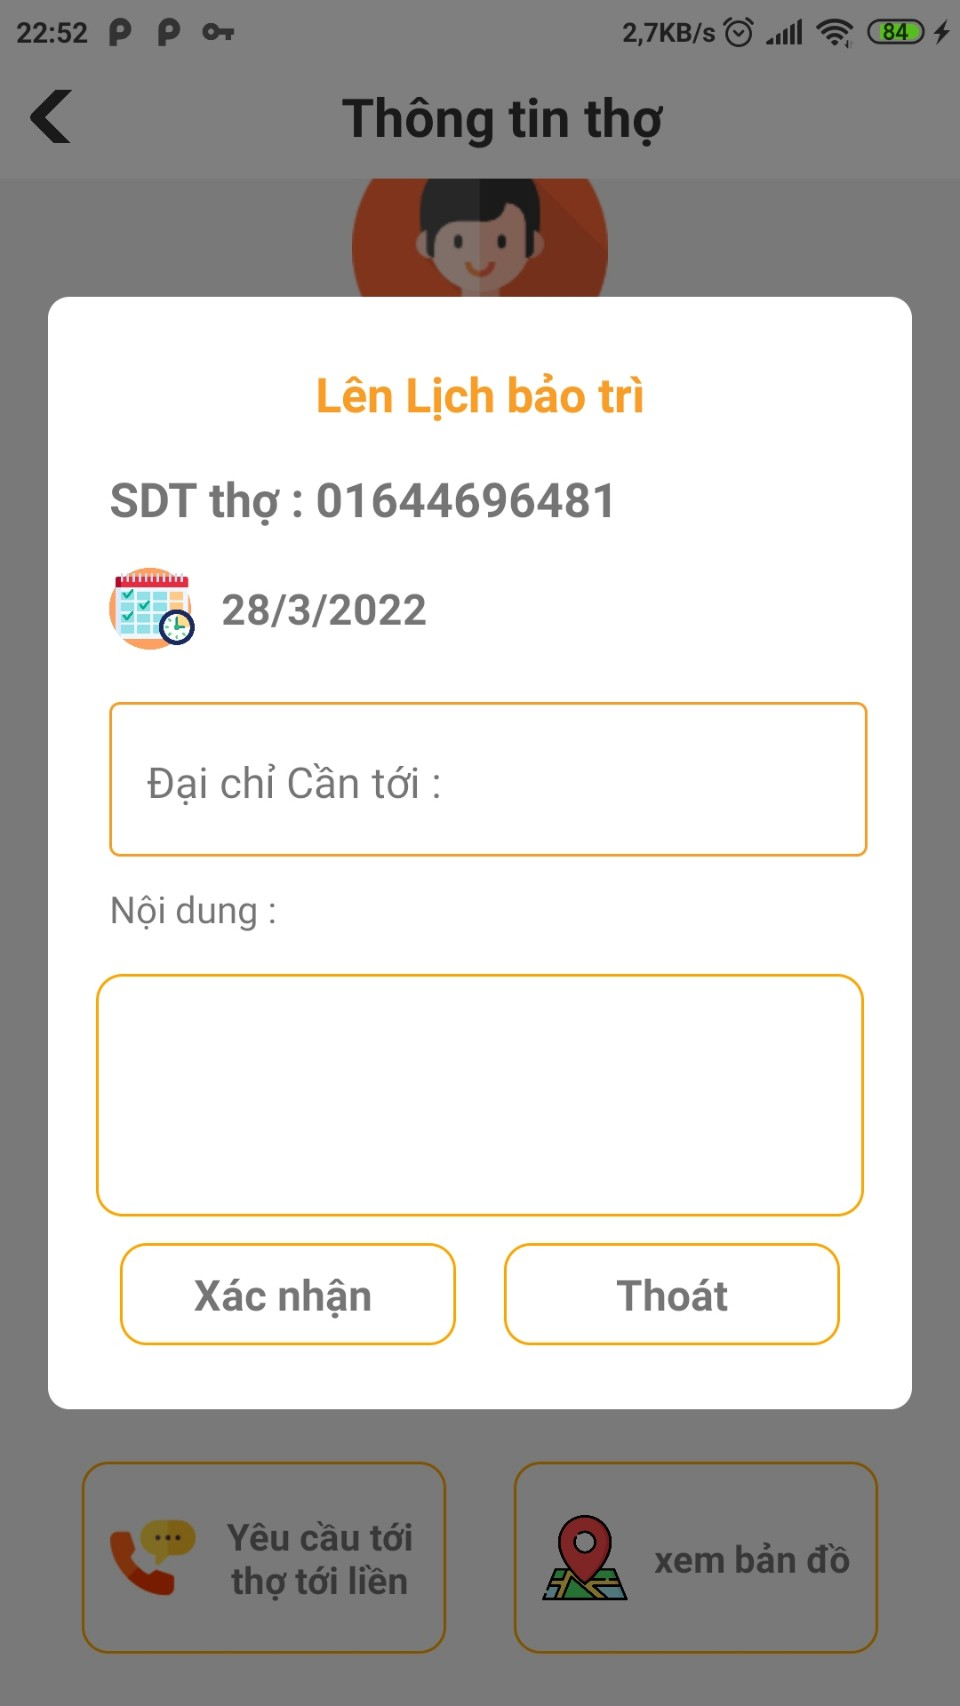 22:52
2,7KB/s
84
Thông tin thợ
Lên Lịch bảo trì
SDT thợ : 01644696481
28/3/2022
Đại chỉ Cần tới :
Nội dung :
Xác nhận
Thoát
Yêu cầu tới
thợ tới liền
xem bản đồ